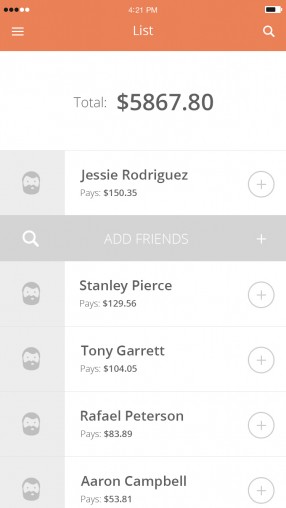 4:21 PM
List
Total: $5867.80
Jessie Rodriguez
Pays: $150.35
ADD FRIENDS
Stanley Pierce
Pays: $129.56
Tony Garrett
Pays: $104.05
Rafael Peterson
Pays: $83.89
Aaron Campbell
Pays: $53.81